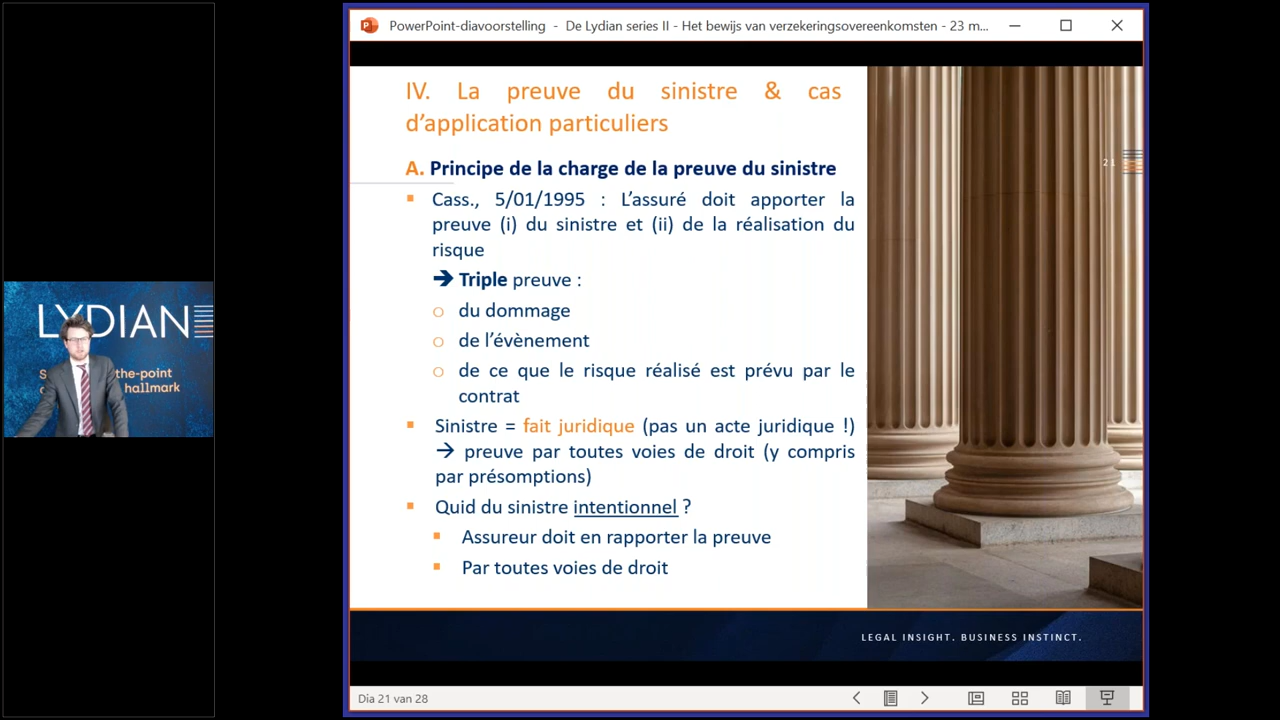 PowerPoint-diavoorstelling - De Lydian series II - Het bewijs van verzekeringsovereenkomsten - 23 m...
IV. La preuve du sinistre & cas
d'application particuliers
21
A. Principe de la charge de la preuve du sinistre
Cass., 5/01/1995 : L'assuré doit apporter la
preuve (i) du sinistre et (ii) de la réalisation du
risque
➔ Triple preuve :
o du dommage
o de l'évènement
o de ce que le risque réalisé est prévu par le
contrat
Sinistre = fait juridique (pas un acte juridique !)
→ preuve par toutes voies de droit (y compris
par présomptions)
Quid du sinistre intentionnel ?
Assureur doit en rapporter la preuve
Par toutes voies de droit
LEGAL INSIGHT. BUSINESS INSTINCT.
Dia 21 van 28
LYDIAN
the-point
hallmark